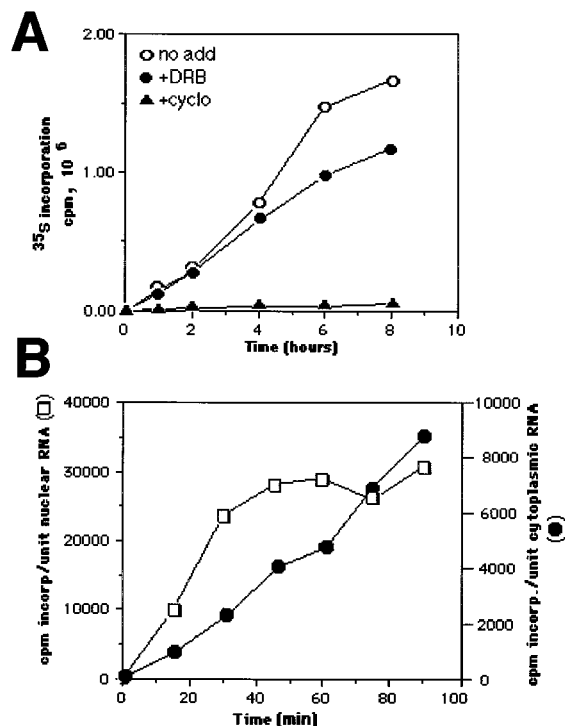 A
2.00
1.00
0.00
no add
+DRB
+cyclo
35S incorporation
cpm, 10 6
0 2 4 6 8 10
Time (hours)
B
40000
30000
20000
10000
0
10000
8000
6000
4000
2000
0
cpm incorp/unit nuclear RNA ( )
cpm incorp./unit cytoplasmic RNA ( )
0 20 40 60 80 100
Time (min)